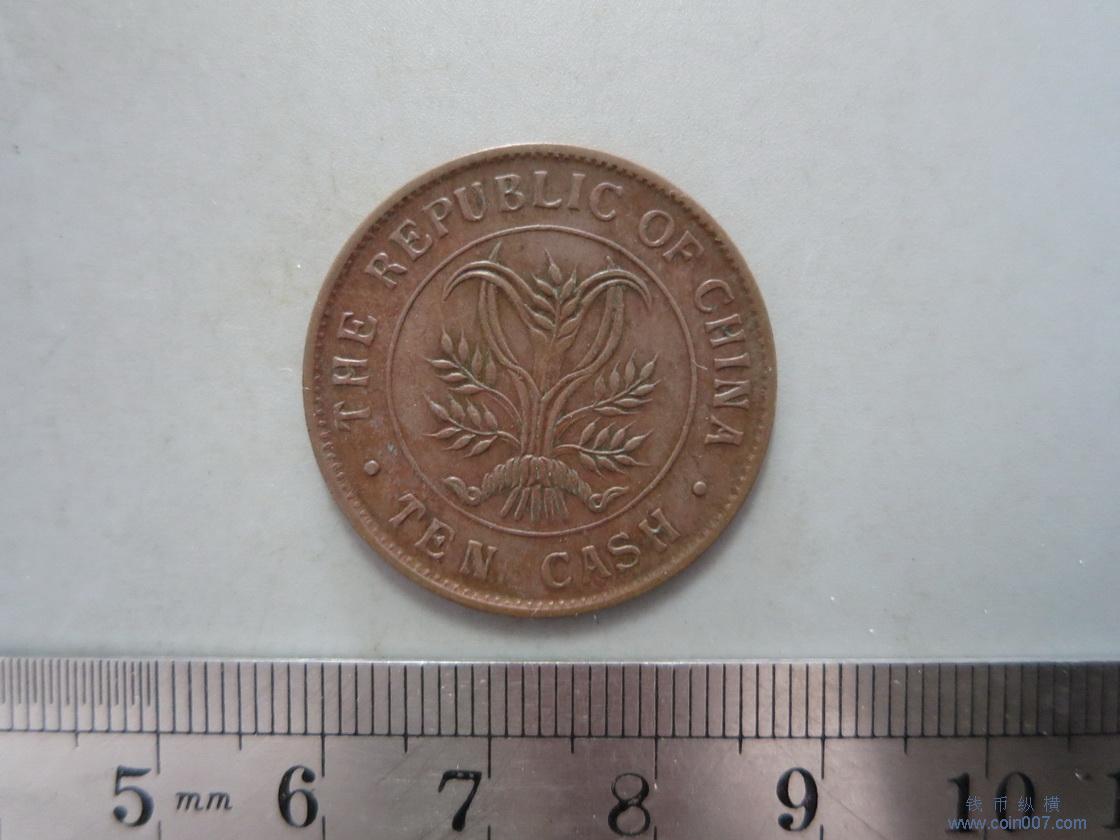 THE REPUBLIC OF CHINA
TEN CASH
5 mm 6 7 8 9 10 1
钱币纵横
www.coin007.com